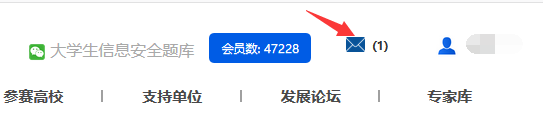 大学生信息安全题库 会员数: 47228 (1)
参赛高校 | 支持单位 | 发展论坛 | 专家库